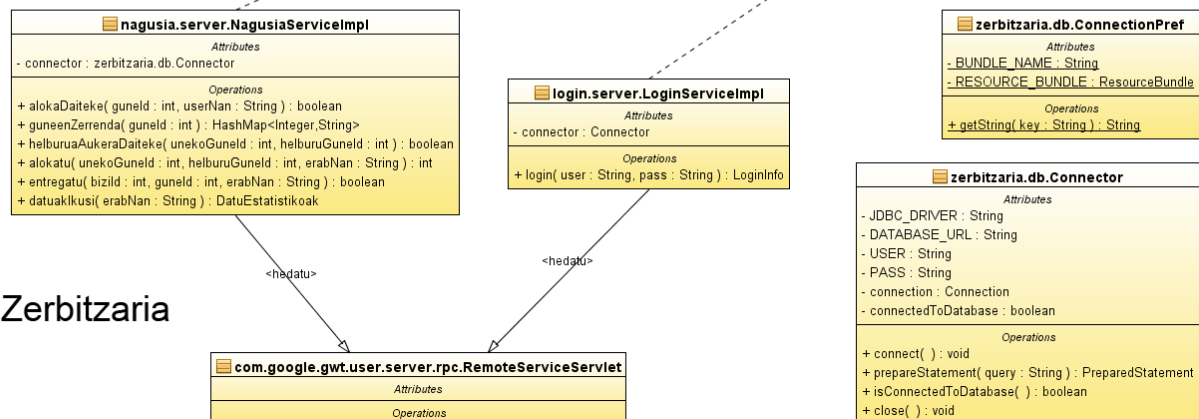 nagusia.server.NagusiaServiceImpl
Attributes
- connector : zerbitzaria.db.Connector
Operations
+ alokaDaiteke( guneId : int, userNan : String ) : boolean
+ guneenZerrenda( guneId : int ) : HashMap<Integer,String>
+ helburuaAukeraDaiteke( unekoGuneId : int, helburuGuneId : int ) : boolean
+ alokatu( unekoGuneId : int, helburuGuneId : int, erabNan : String ) : int
+ entregatu( biziId : int, guneId : int, erabNan : String ) : boolean
+ datuakIkusi( erabNan : String ) : DatuEstatistikoak
login.server.LoginServiceImpl
Attributes
- connector : Connector
Operations
+ login( user : String, pass : String ) : LoginInfo
zerbitzaria.db.ConnectionPref
Attributes
- BUNDLE_NAME : String
- RESOURCE_BUNDLE : ResourceBundle
Operations
+ getString( key : String ) : String
zerbitzaria.db.Connector
Attributes
- JDBC_DRIVER : String
- DATABASE_URL : String
- USER : String
- PASS : String
- connection : Connection
- connectedToDatabase : boolean
Operations
+ connect( ) : void
+ prepareStatement( query : String ) : PreparedStatement
+ isConnectedToDatabase( ) : boolean
+ close( ) : void
<hedatu>
<hedatu>
Zerbitzaria
com.google.gwt.user.server.rpc.RemoteServiceServlet
Attributes
Operations